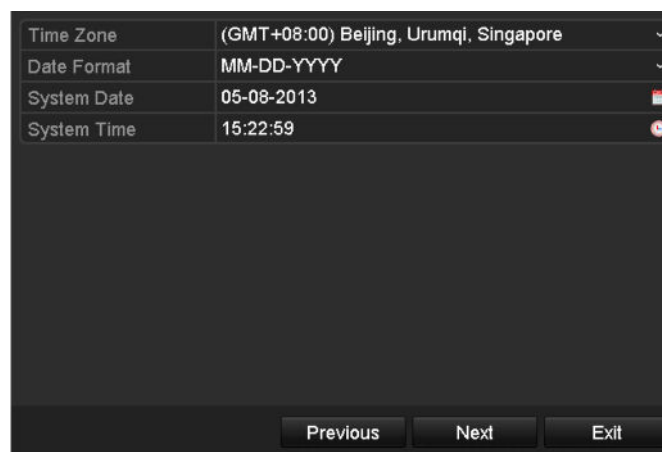 Time Zone (GMT+08:00) Beijing, Urumqi, Singapore
Date Format MM-DD-YYYY
System Date 05-08-2013
System Time 15:22:59
Previous Next Exit